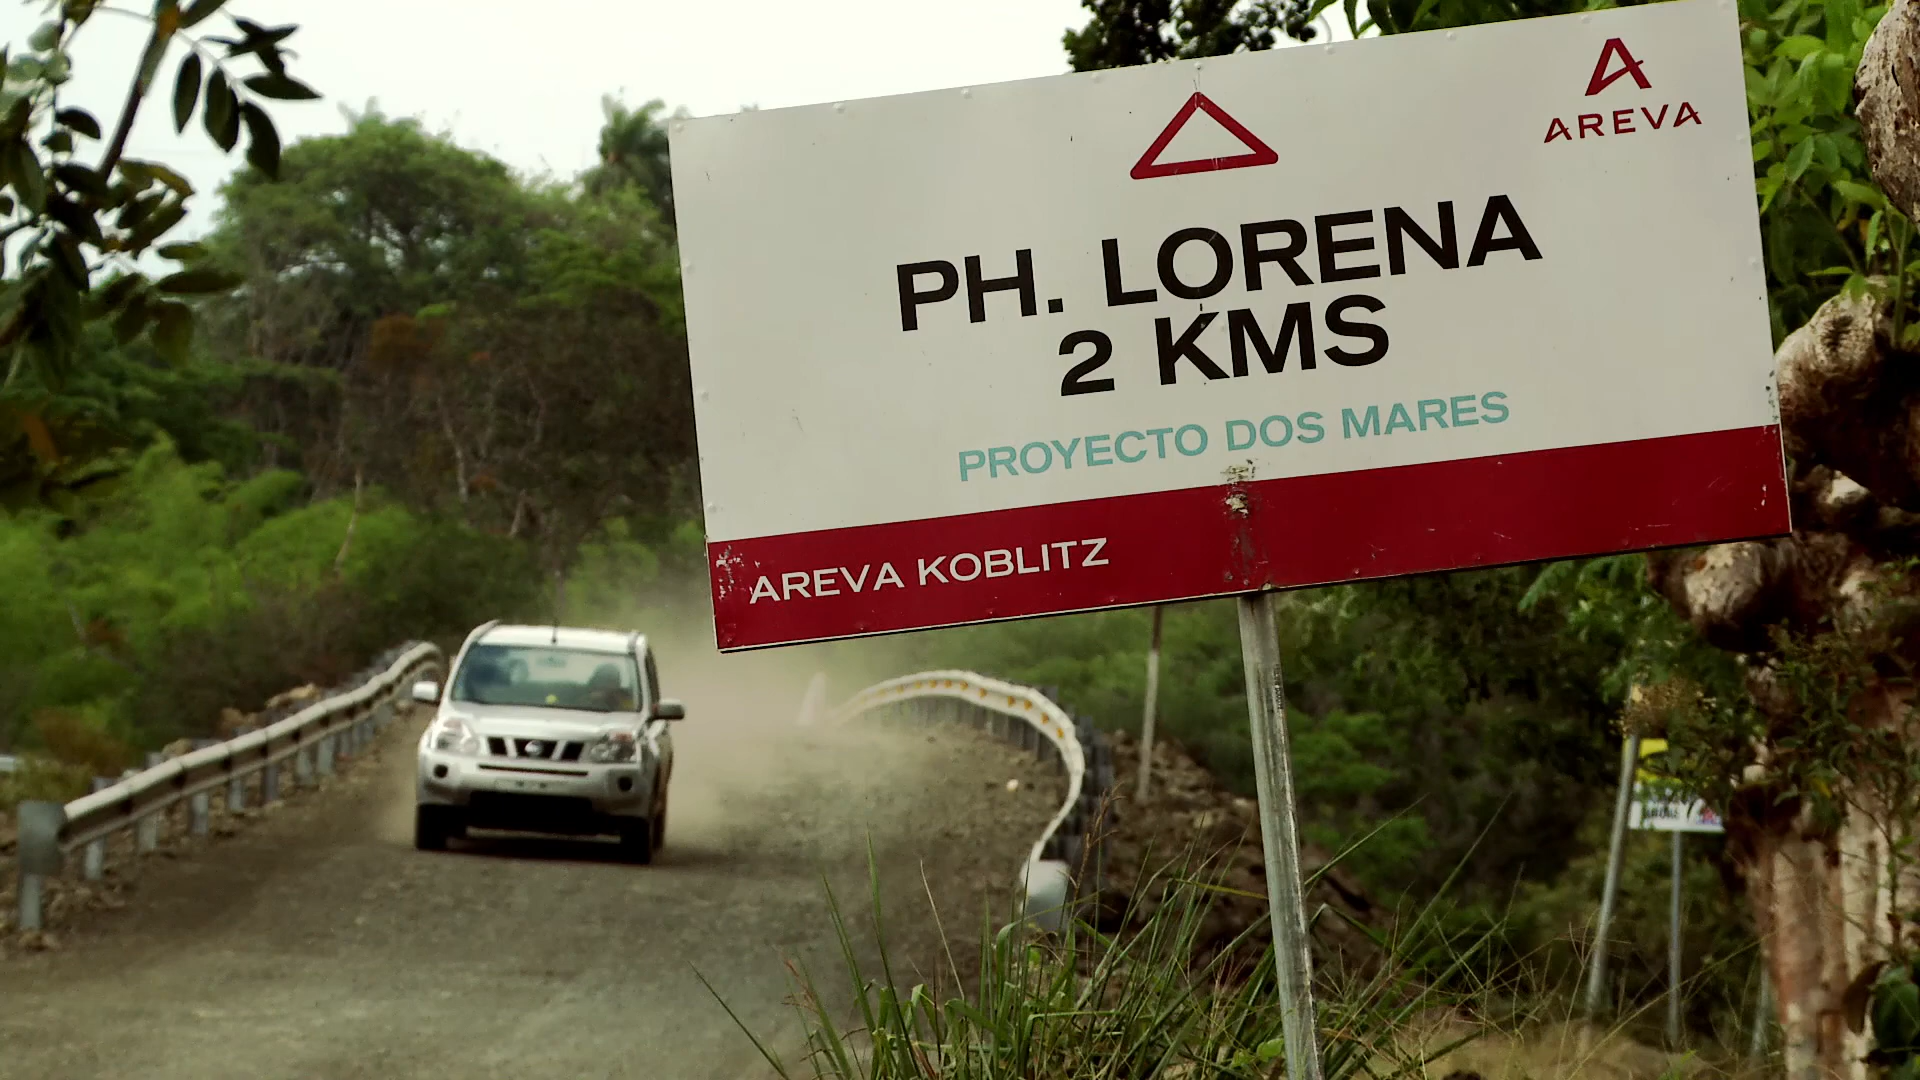 AREVA
PH. LORENA
2 KMS
PROYECTO DOS MARES
AREVA KOBLITZ